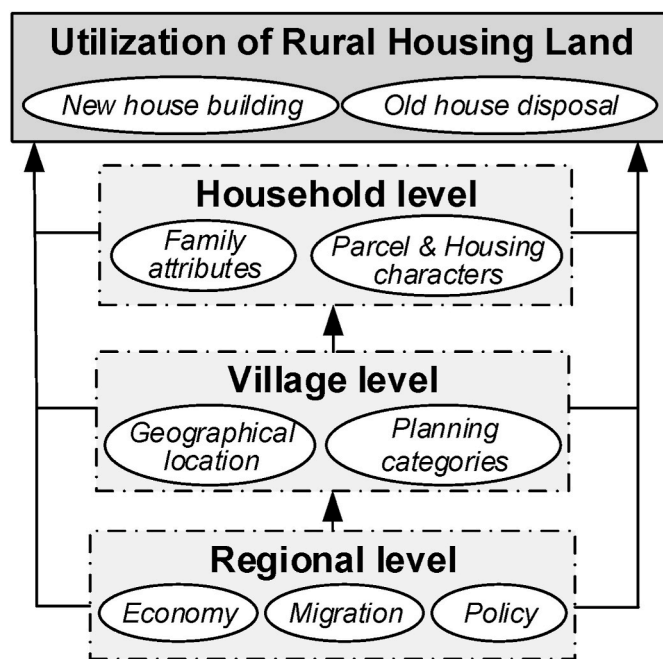 Utilization of Rural Housing Land
New house building
Old house disposal
Household level
Family
attributes
Parcel & Housing
characters
Village level
Geographical
location
Planning
categories
Regional level
Economy
Migration
Policy